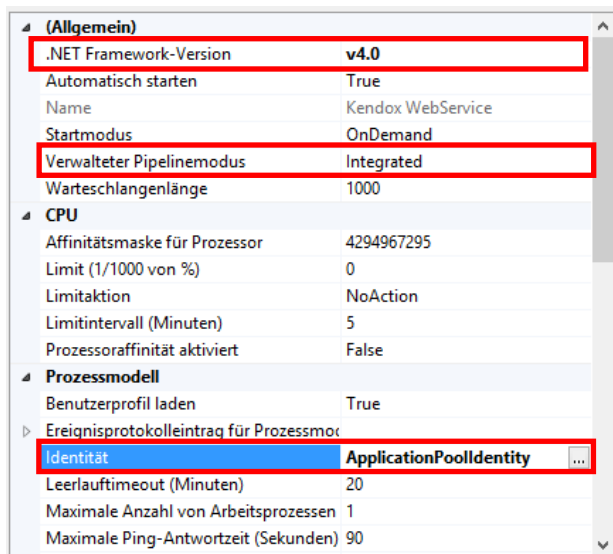 (Allgemein)
.NET Framework-Version v4.0
Automatisch starten True
Name Kendox WebService
Startmodus OnDemand
Verwalteter Pipelinemodus Integrated
Warteschlangenlänge 1000
CPU
Affinitätsmaske für Prozessor 4294967295
Limit (1/1000 von %) 0
Limitaktion NoAction
Limitintervall (Minuten) 5
Prozessoraffinität aktiviert False
Prozessmodell
Benutzerprofil laden True
Ereignisprotokolleintrag für Prozessmo
Identität ApplicationPoolIdentity ...
Leerlauftimeout (Minuten) 20
Maximale Anzahl von Arbeitsprozessen 1
Maximale Ping-Antwortzeit (Sekunden) 90